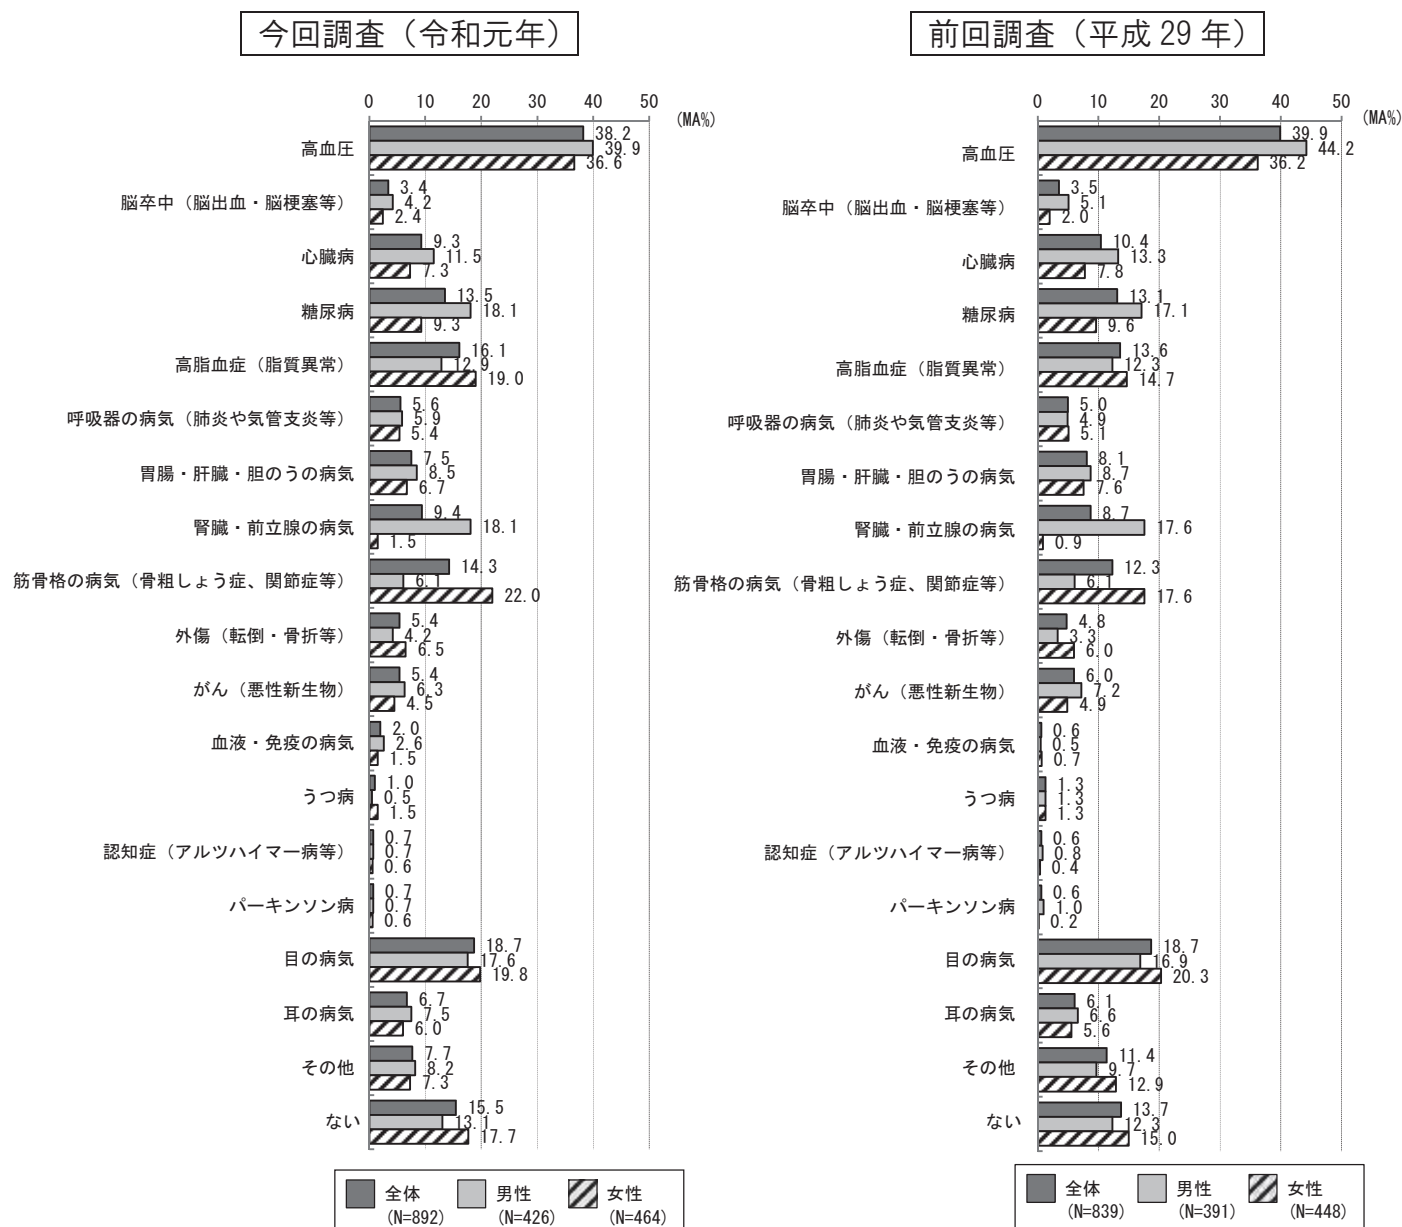 今回調査（令和元年）
0 10 20 30 40 50
(MA%)
高血圧
38.2
39.9
36.6
脳卒中（脳出血・脳梗塞等）
3.4
4.2
2.4
心臓病
9.3
11.5
7.3
糖尿病
13.5
18.1
9.3
高脂血症（脂質異常）
16.1
12.9
19.0
呼吸器の病気（肺炎や気管支炎等）
5.6
5.9
5.4
胃腸・肝臓・胆のうの病気
7.5
8.5
6.7
腎臓・前立腺の病気
9.4
18.1
1.5
筋骨格の病気（骨粗しょう症、関節症等）
14.3
6.1
22.0
外傷（転倒・骨折等）
5.4
4.2
6.5
がん（悪性新生物）
5.4
6.3
4.5
血液・免疫の病気
2.0
2.6
1.5
うつ病
1.0
0.5
1.5
認知症（アルツハイマー病等）
0.7
0.7
0.6
パーキンソン病
0.7
0.7
0.6
目の病気
18.7
17.6
19.8
耳の病気
6.7
7.5
6.0
その他
7.7
8.2
7.3
ない
15.5
13.1
17.7
全体 男性 女性
(N=892) (N=426) (N=464)
前回調査（平成 29 年）
0 10 20 30 40 50
(MA%)
高血圧
39.9
44.2
36.2
脳卒中（脳出血・脳梗塞等）
3.5
5.1
2.0
心臓病
10.4
13.3
7.8
糖尿病
13.1
17.1
9.6
高脂血症（脂質異常）
13.6
12.3
14.7
呼吸器の病気（肺炎や気管支炎等）
5.0
4.9
5.1
胃腸・肝臓・胆のうの病気
8.1
8.7
7.6
腎臓・前立腺の病気
8.7
17.6
0.9
筋骨格の病気（骨粗しょう症、関節症等）
12.3
6.1
17.6
外傷（転倒・骨折等）
4.8
3.3
6.0
がん（悪性新生物）
6.0
7.2
4.9
血液・免疫の病気
0.6
0.5
0.7
うつ病
1.3
1.3
1.3
認知症（アルツハイマー病等）
0.6
0.8
0.4
パーキンソン病
0.6
1.0
0.2
目の病気
18.7
16.9
20.3
耳の病気
6.1
6.6
5.6
その他
11.4
9.7
12.9
ない
13.7
12.3
15.0
全体 男性 女性
(N=839) (N=391) (N=448)